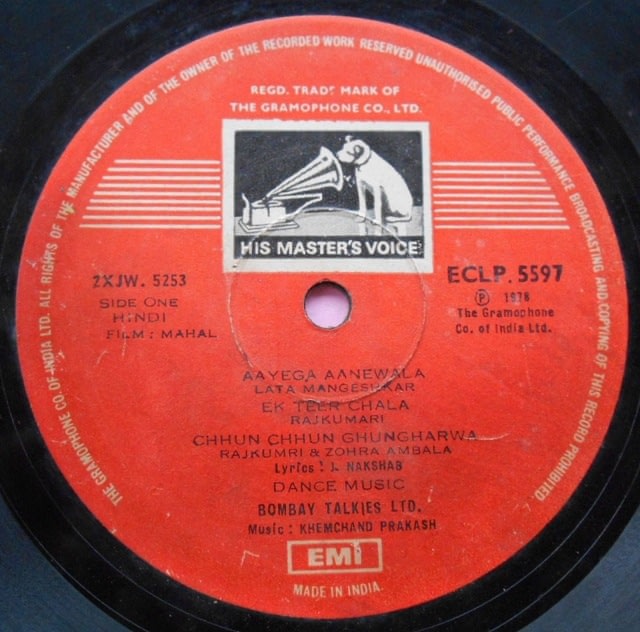 THE GRAMOPHONE CO. OF INDIA LTD. ALL RIGHTS OF THE MANUFACTURER AND OF THE OWNER OF THE RECORDED WORK RESERVED UNAUTHORISED PUBLIC PERFORMANCE BROADCASTING AND COPYING OF THIS RECORD PROHIBITED.
REGD. TRADE MARK OF
THE GRAMOPHONE CO., LTD.
HIS MASTER'S VOICE
2XJW. 5253
SIDE ONE
HINDI
FILM : MAHAL
ECLP. 5597
Ⓟ 1978
The Gramophone
Co. of India Ltd.
AAYEGA AANEWALA
LATA MANGESHKAR
EK TEER CHALA
RAJKUMARI
CHHUN CHHUN GHUNGHARWA
RAJKUMRI & ZOHRA AMBALA
Lyrics : J. NAKSHAB
DANCE MUSIC
BOMBAY TALKIES LTD.
Music : KHEMCHAND PRAKASH
EMI
MADE IN INDIA.